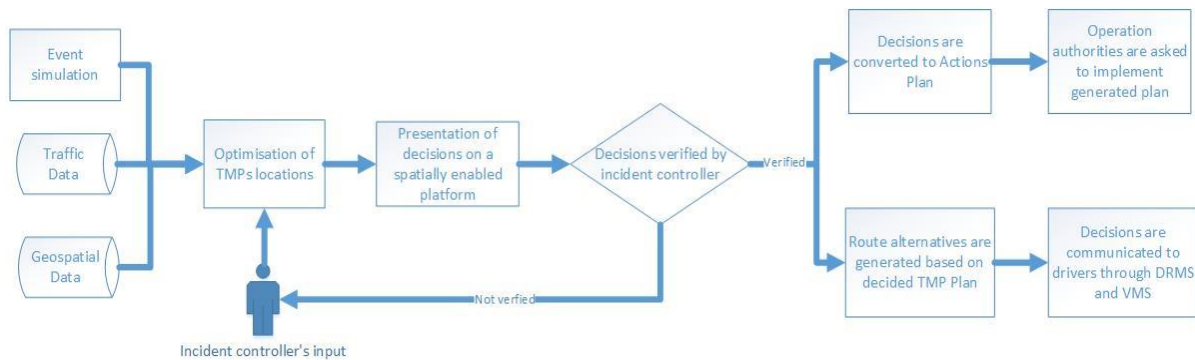 Event
simulation
Traffic
Data
Geospatial
Data
Optimisation of
TMPs locations
Incident controller's input
Presentation of
decisions on a
spatially enabled
platform
Decisions verified by
incident controller
Not verfied
Verified
Decisions are
converted to Actions
Plan
Operation
authorities are asked
to implement
generated plan
Route alternatives are
generated based on
decided TMP Plan
Decisions are
communicated to
drivers through DRMS
and VMS